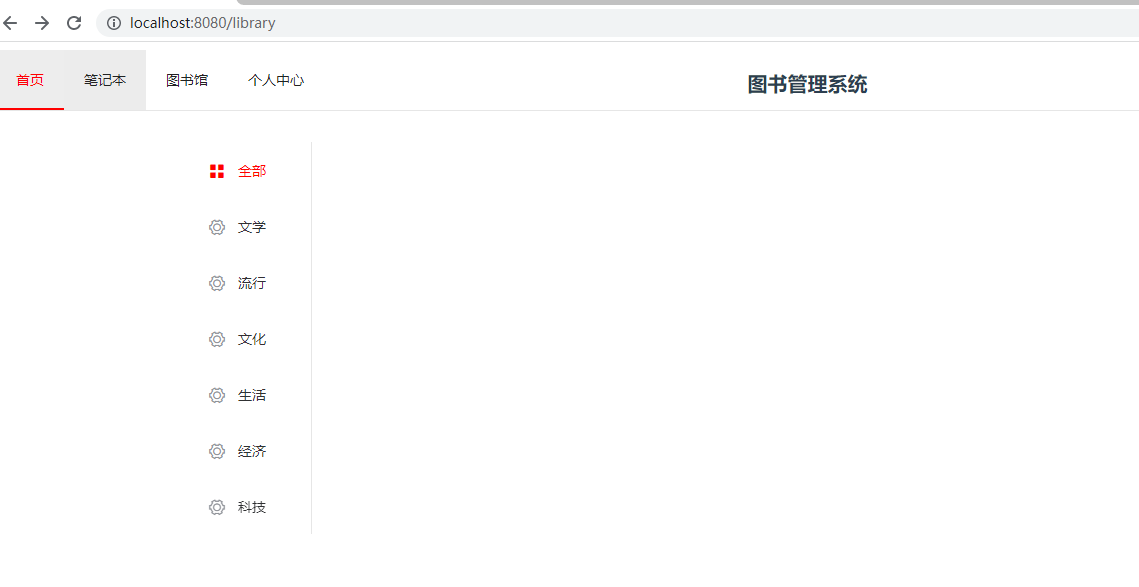 localhost:8080/library
首页 笔记本 图书馆 个人中心 图书管理系统
全部
文学
流行
文化
生活
经济
科技